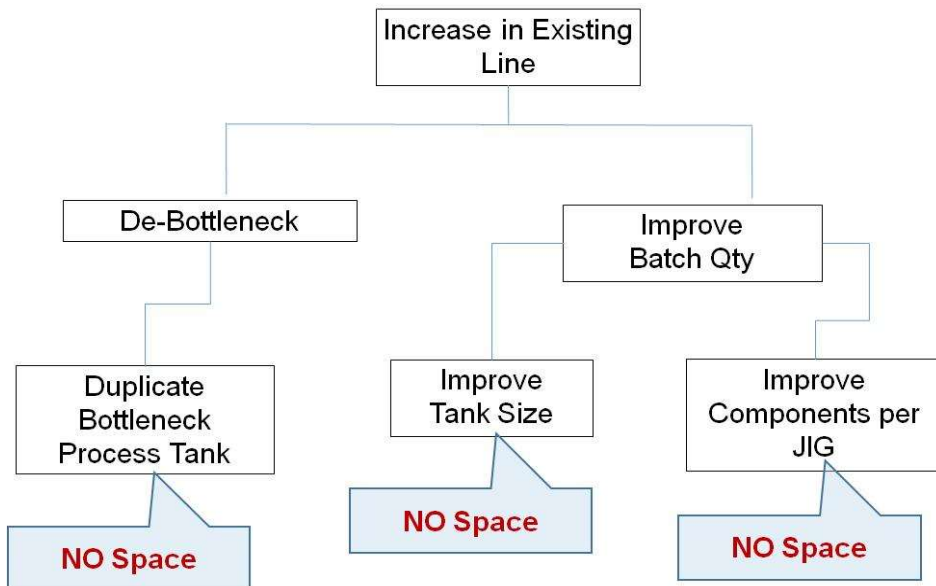 Increase in Existing
Line
De-Bottleneck
Improve
Batch Qty
Duplicate
Bottleneck
Process Tank
Improve
Tank Size
Improve
Components per
JIG
NO Space
NO Space
NO Space